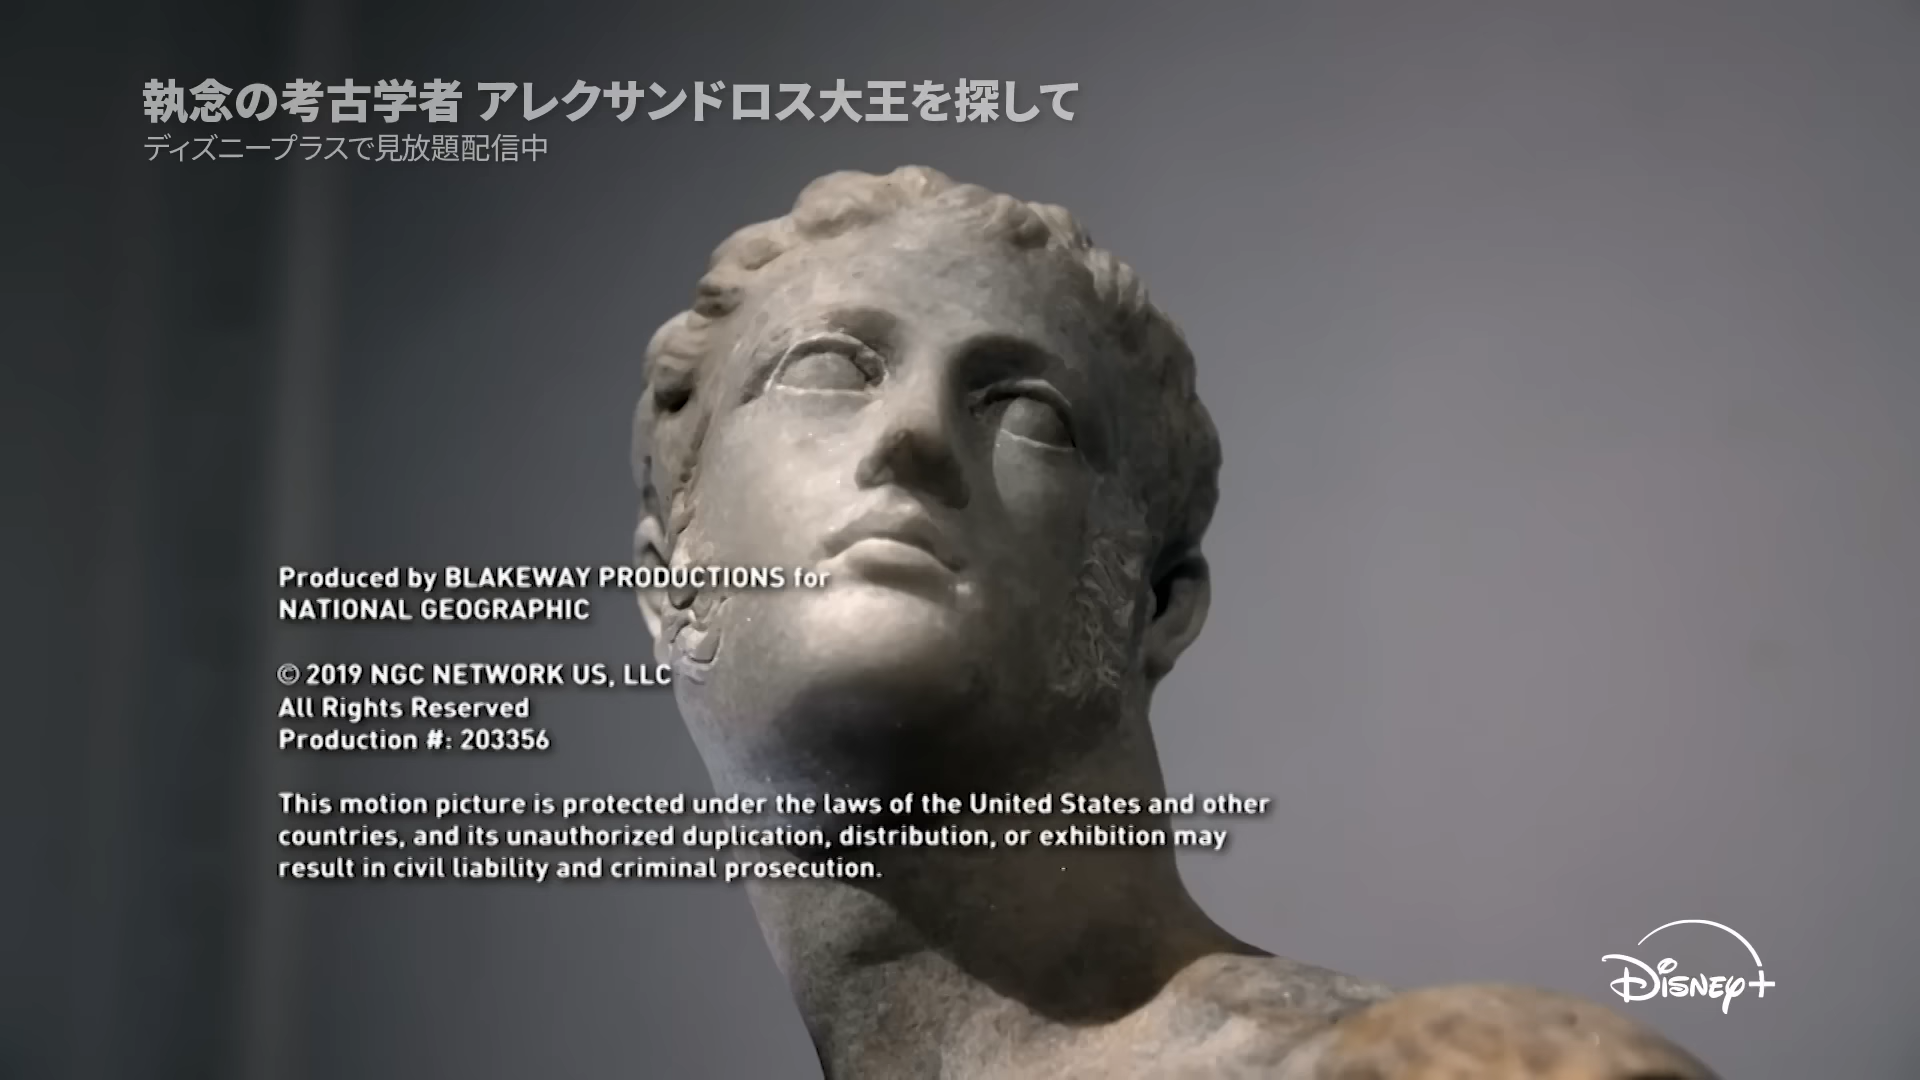 執念の考古学者 アレクサンドロス大王を探して
ディズニープラスで見放題配信中
Produced by BLAKEWAY PRODUCTIONS for
NATIONAL GEOGRAPHIC
© 2019 NGC NETWORK US, LLC
All Rights Reserved
Production #: 203356
This motion picture is protected under the laws of the United States and other
countries, and its unauthorized duplication, distribution, or exhibition may
result in civil liability and criminal prosecution.
Disney+